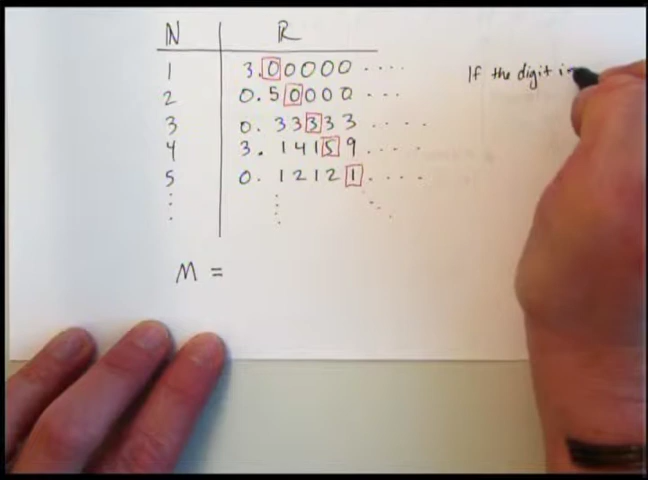 ℕ ℝ
1 3.00000 ....
2 0.50000 ...
3 0.33333 ....
4 3.14159 ....
5 0.12121 ....
M =
If the digit i